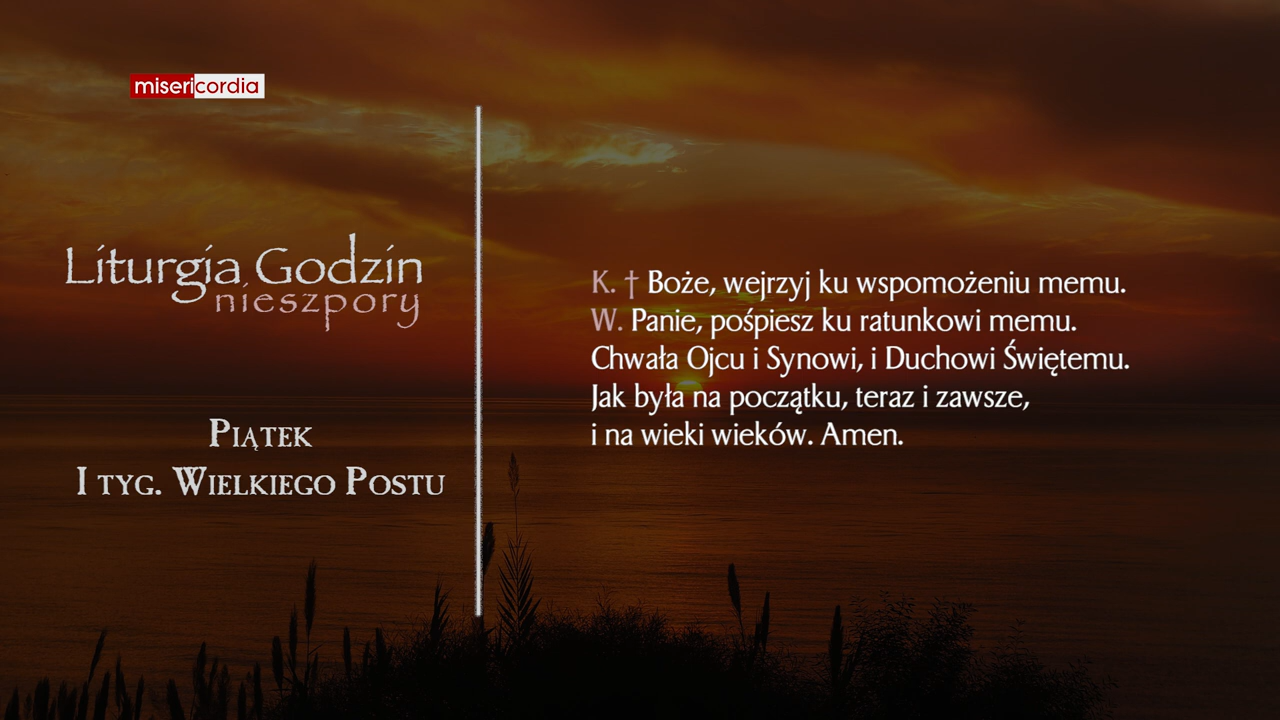 misericordia
Liturgia Godzin
nieszpory
Piątek
I tyg. Wielkiego Postu
K. † Boże, wejrzyj ku wspomożeniu memu.
W. Panie, pośpiesz ku ratunkowi memu.
Chwała Ojcu i Synowi, i Duchowi Świętemu.
Jak była na początku, teraz i zawsze,
i na wieki wieków. Amen.